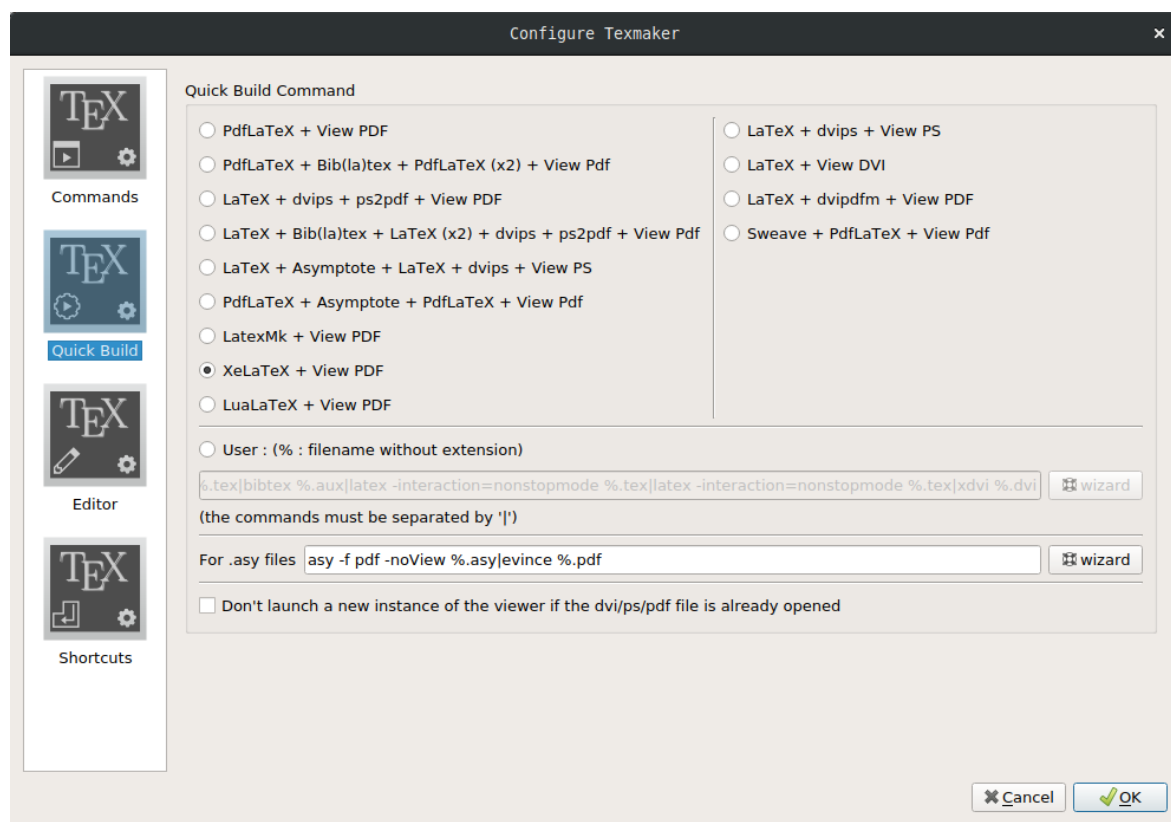 Configure Texmaker
TEX
Commands
TEX
Quick Build
TEX
Editor
TEX
Shortcuts
Quick Build Command
PdfLaTeX + View PDF
PdfLaTeX + Bib(la)tex + PdfLaTeX (x2) + View Pdf
LaTeX + dvips + ps2pdf + View PDF
LaTeX + Bib(la)tex + LaTeX (x2) + dvips + ps2pdf + View Pdf
LaTeX + Asymptote + LaTeX + dvips + View PS
PdfLaTeX + Asymptote + PdfLaTeX + View Pdf
LatexMk + View PDF
XeLaTeX + View PDF
LuaLaTeX + View PDF
LaTeX + dvips + View PS
LaTeX + View DVI
LaTeX + dvipdfm + View PDF
Sweave + PdfLaTeX + View Pdf
User : (% : filename without extension)
%.tex|bibtex %.aux|latex -interaction=nonstopmode %.tex|latex -interaction=nonstopmode %.tex|xdvi %.dvi
wizard
(the commands must be separated by '|')
For .asy files
asy -f pdf -noView %.asy|evince %.pdf
wizard
Don't launch a new instance of the viewer if the dvi/ps/pdf file is already opened
Cancel
OK